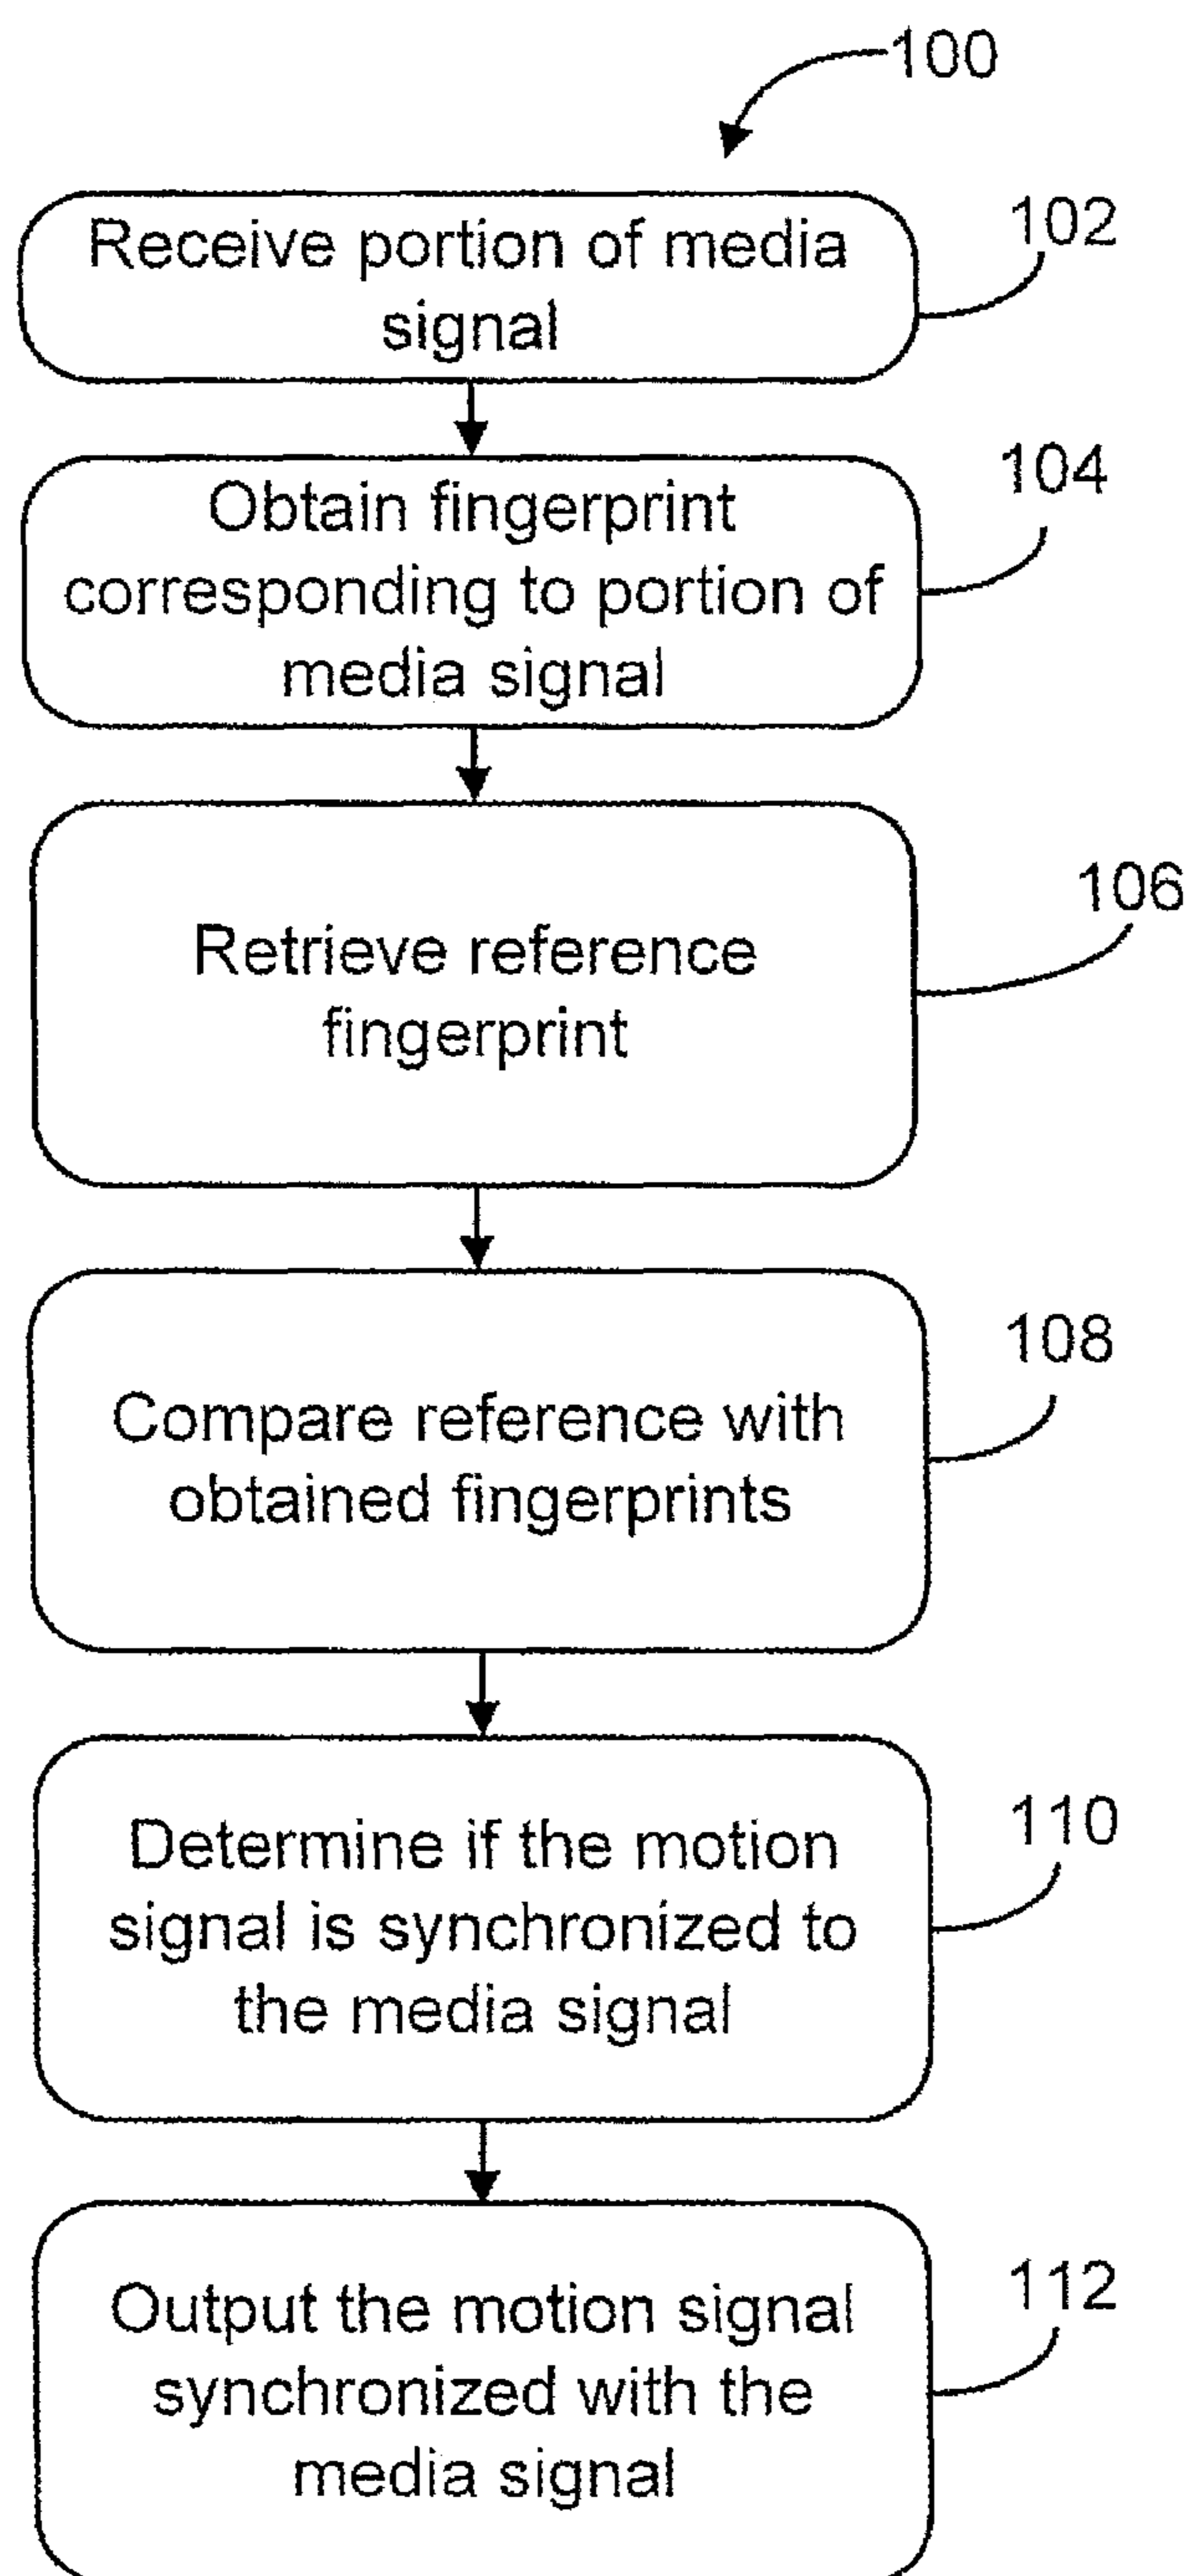 100
Receive portion of media
signal
102
Obtain fingerprint
corresponding to portion of
media signal
104
Retrieve reference
fingerprint
106
Compare reference with
obtained fingerprints
108
Determine if the motion
signal is synchronized to
the media signal
110
Output the motion signal
synchronized with the
media signal
112